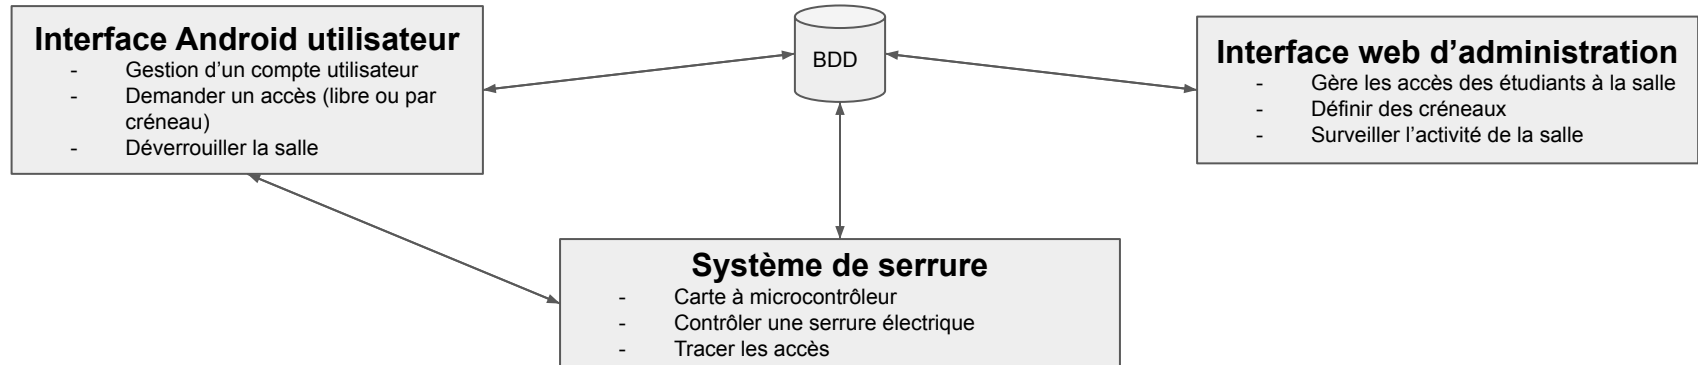 Interface Android utilisateur
- Gestion d'un compte utilisateur
- Demander un accès (libre ou par
créneau)
- Déverrouiller la salle
BDD
Interface web d'administration
- Gère les accès des étudiants à la salle
- Définir des créneaux
- Surveiller l'activité de la salle
Système de serrure
- Carte à microcontrôleur
- Contrôler une serrure électrique
- Tracer les accès